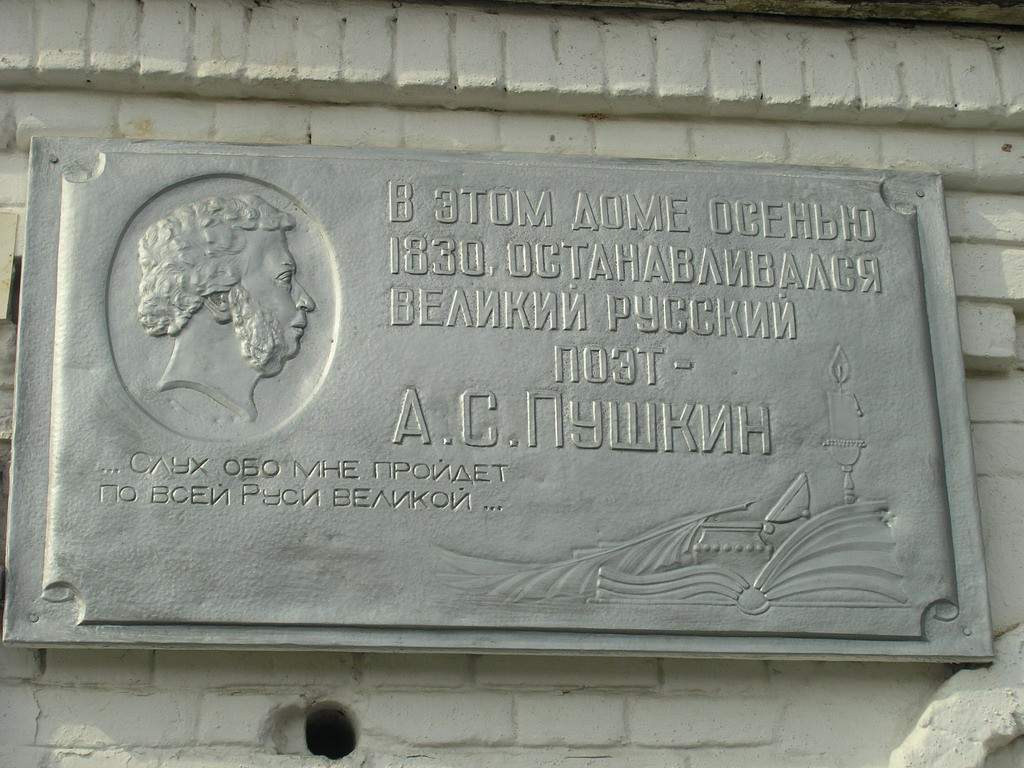 В ЭТОМ ДОМЕ ОСЕНЬЮ
1830, ОСТАНАВЛИВАЛСЯ
ВЕЛИКИЙ РУССКИЙ
ПОЭТ -
А.С.ПУШКИН
... СЛУХ ОБО МНЕ ПРОЙДЕТ
ПО ВСЕЙ РУСИ ВЕЛИКОЙ ...